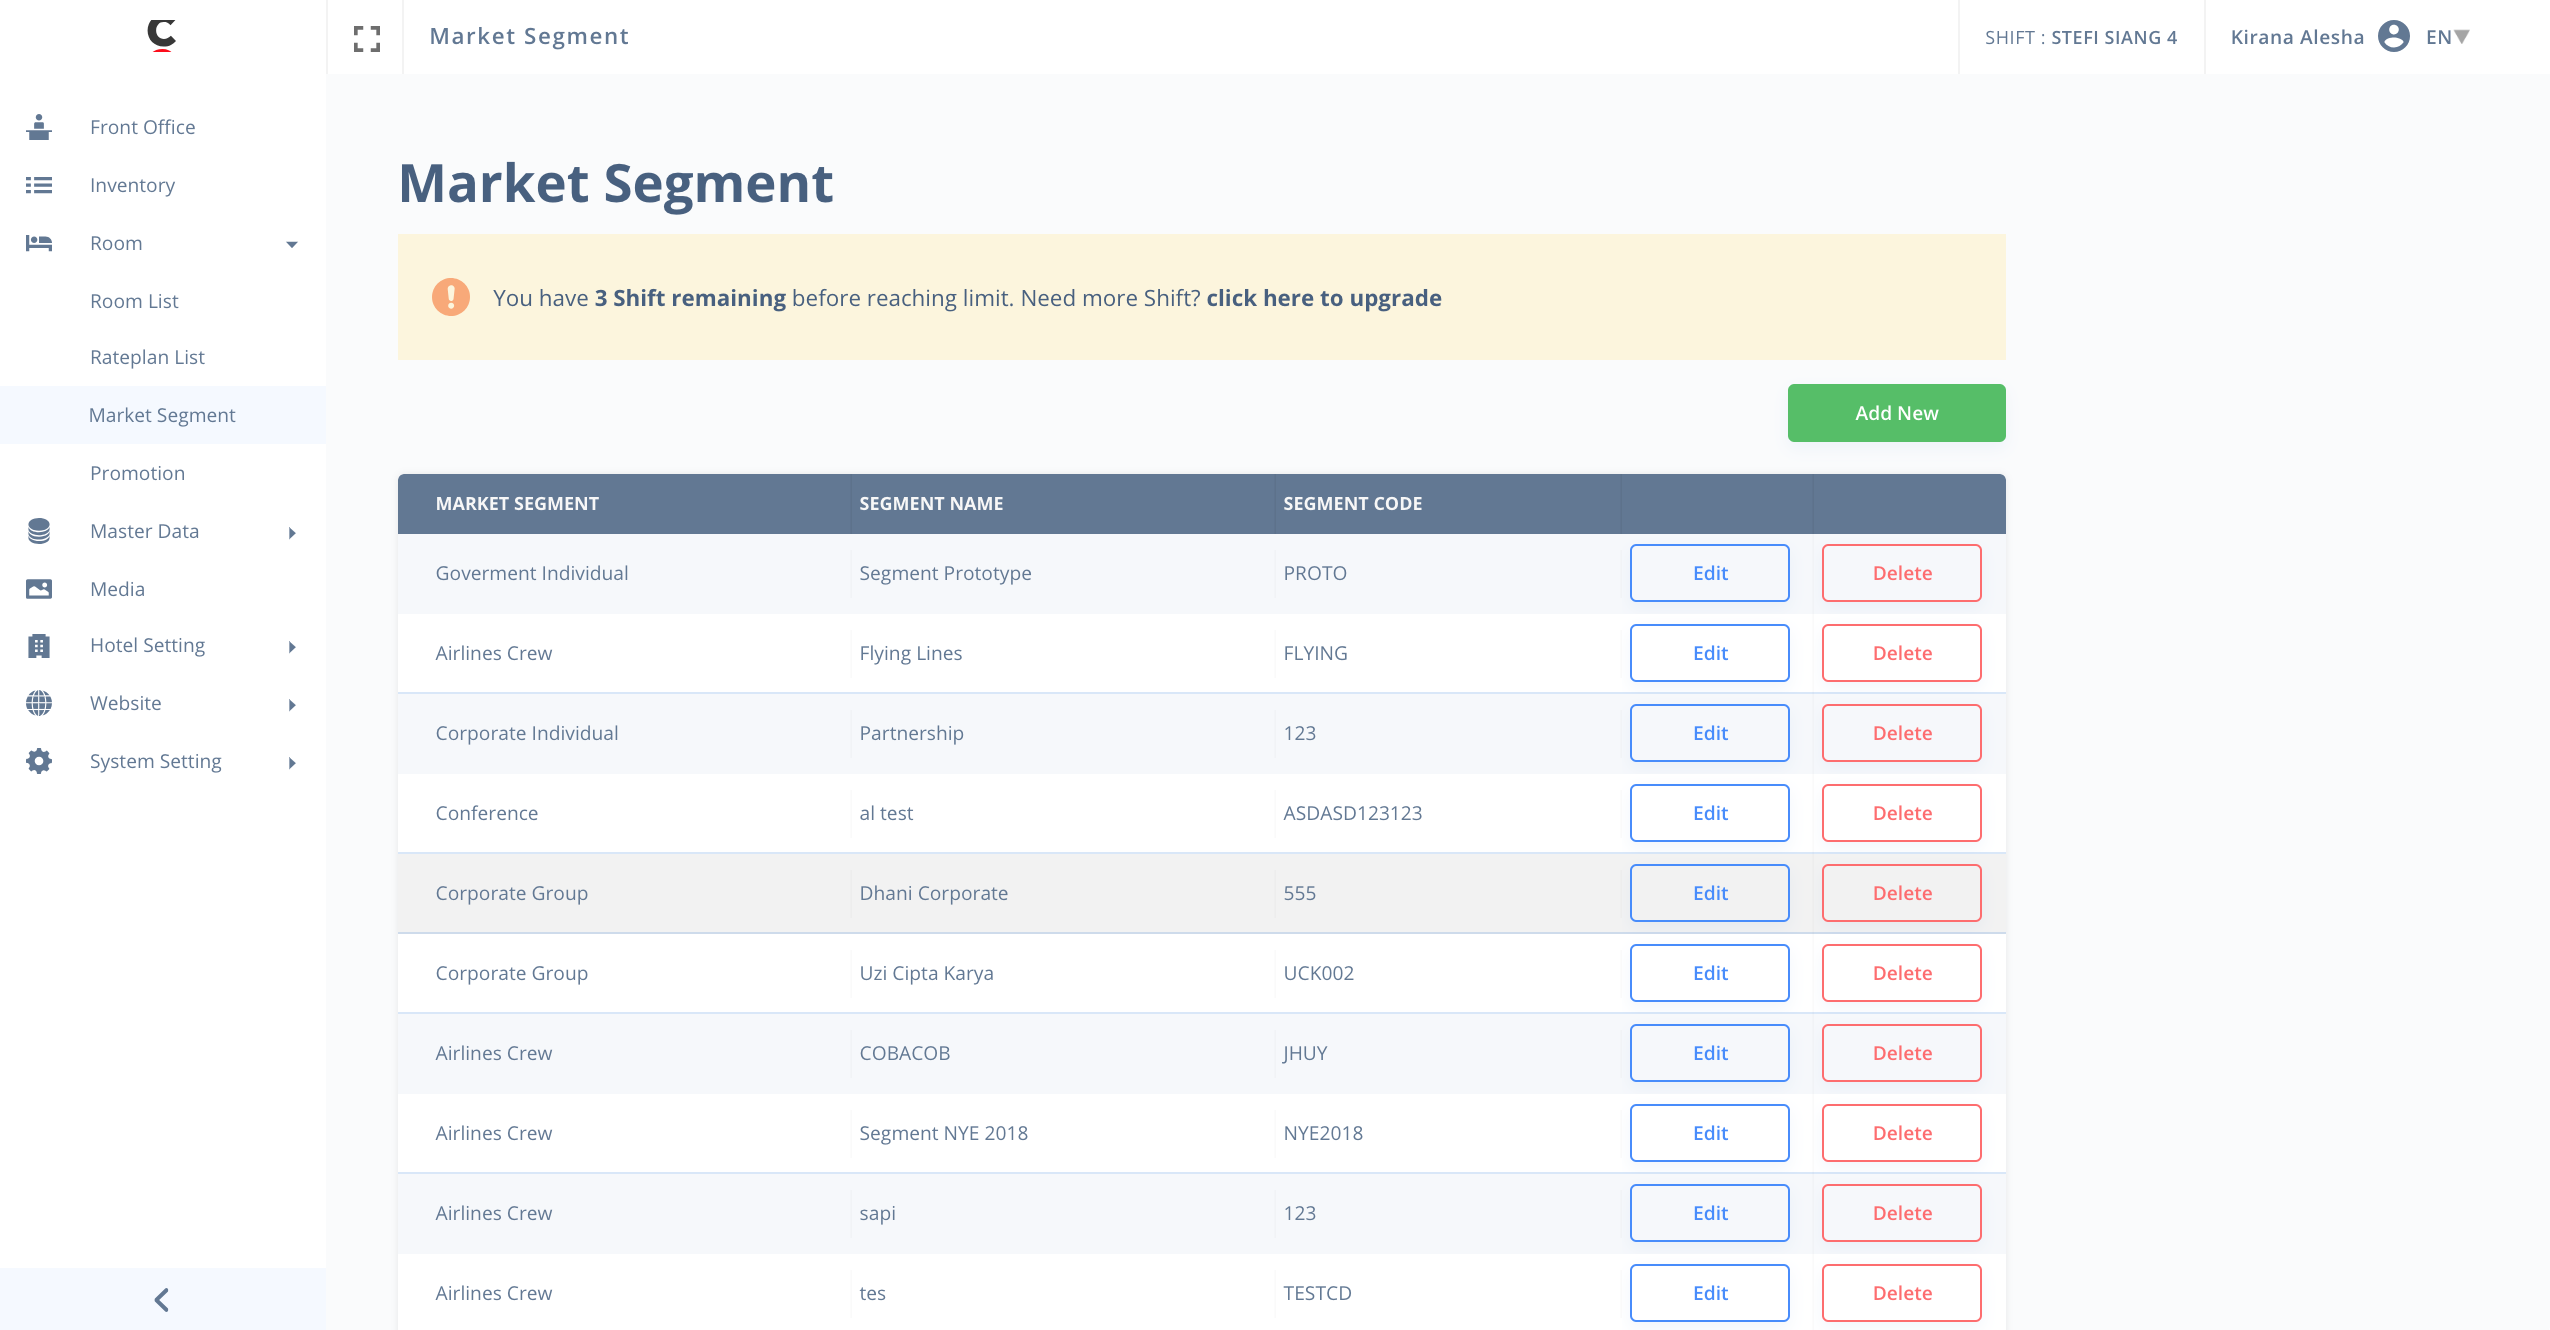 Market Segment
SHIFT : STEFI SIANG 4
Kirana Alesha
EN
Front Office
Inventory
Room
Room List
Rateplan List
Market Segment
Promotion
Master Data
Media
Hotel Setting
Website
System Setting
Market Segment
You have 3 Shift remaining before reaching limit. Need more Shift? click here to upgrade
Add New
MARKET SEGMENT SEGMENT NAME SEGMENT CODE
Goverment Individual Segment Prototype PROTO Edit Delete
Airlines Crew Flying Lines FLYING Edit Delete
Corporate Individual Partnership 123 Edit Delete
Conference al test ASDASD123123 Edit Delete
Corporate Group Dhani Corporate 555 Edit Delete
Corporate Group Uzi Cipta Karya UCK002 Edit Delete
Airlines Crew COBACOB JHUY Edit Delete
Airlines Crew Segment NYE 2018 NYE2018 Edit Delete
Airlines Crew sapi 123 Edit Delete
Airlines Crew tes TESTCD Edit Delete